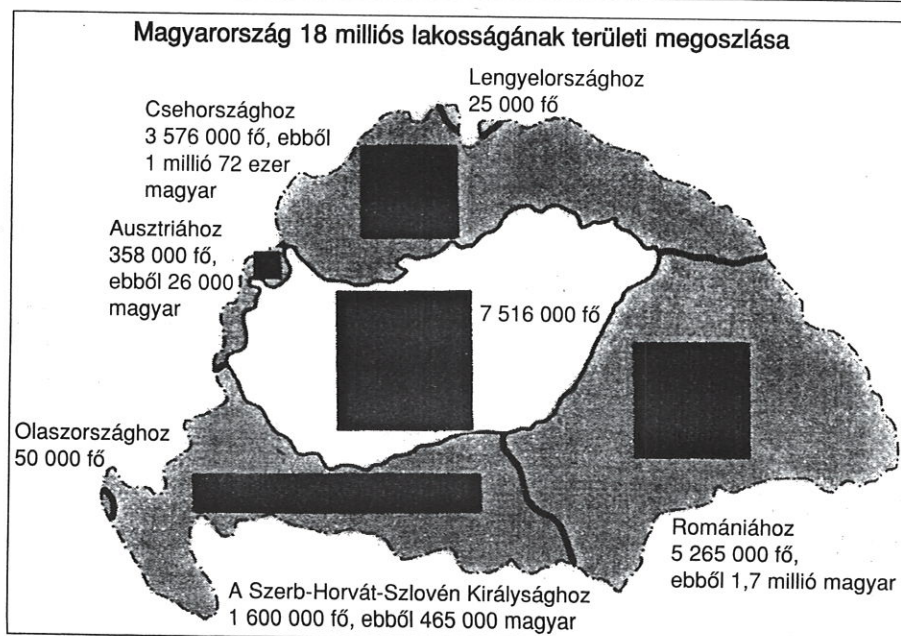 Magyarország 18 milliós lakosságának területi megoszlása
Lengyelországhoz
25 000 fő
Csehországhoz
3 576 000 fő, ebből
1 millió 72 ezer
magyar
Ausztriához
358 000 fő,
ebből 26 000
magyar
7 516 000 fő
Olaszországhoz
50 000 fő
Romániához
5 265 000 fő,
ebből 1,7 millió magyar
A Szerb-Horvát-Szlovén Királysághoz
1 600 000 fő, ebből 465 000 magyar